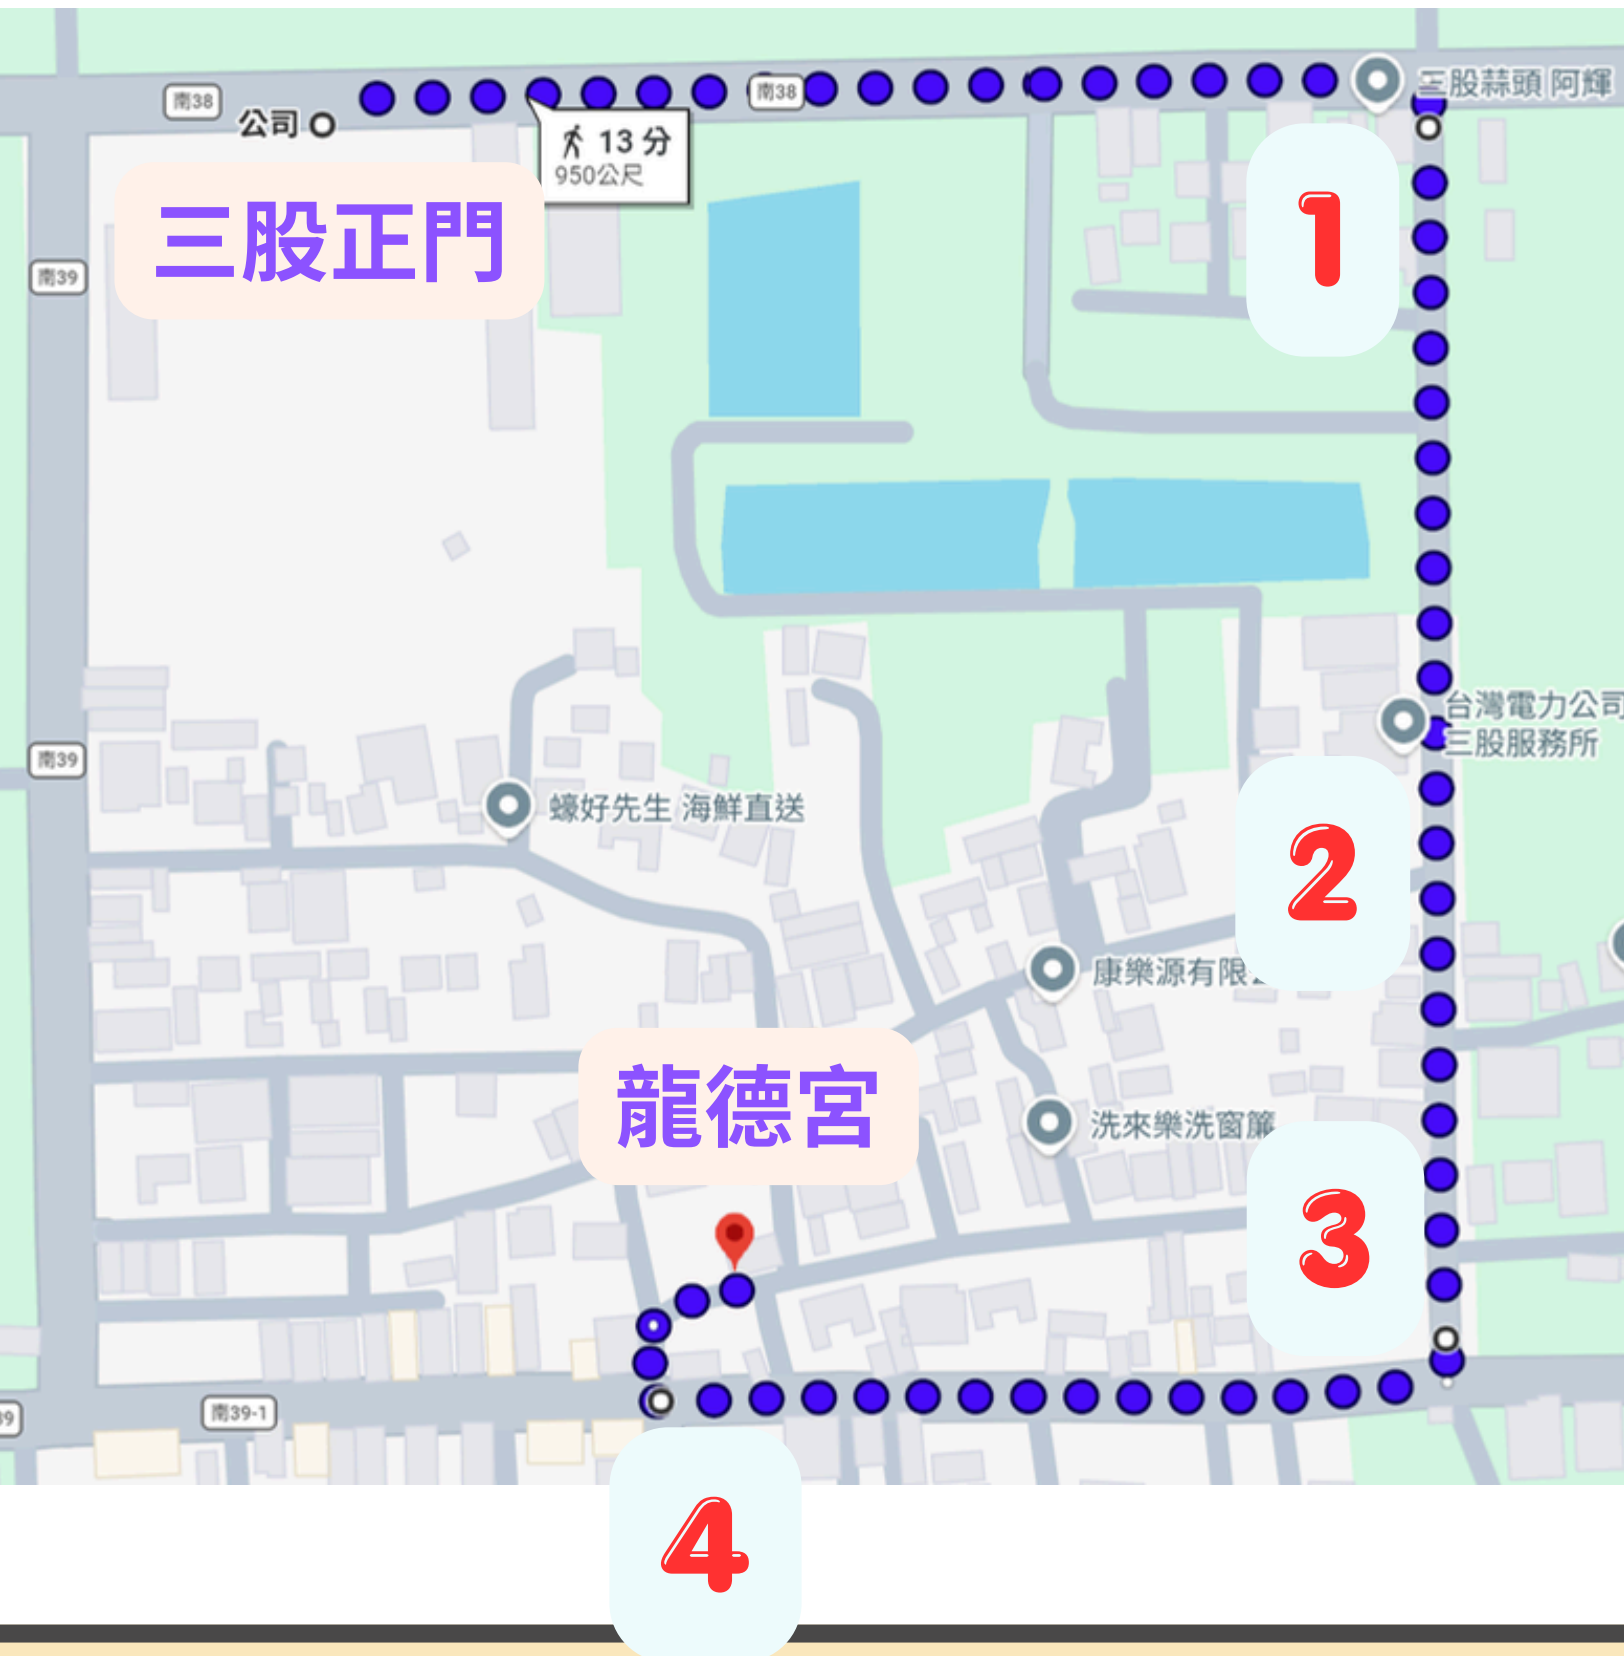 南38
公司
南38
三股蒜頭 阿輝
13 分
950公尺
三股正門
1
南39
台灣電力公司
三股服務所
南39
蠔好先生 海鮮直送
2
康樂源有限
龍德宮
洗來樂洗窗簾
3
南39-1
39
4